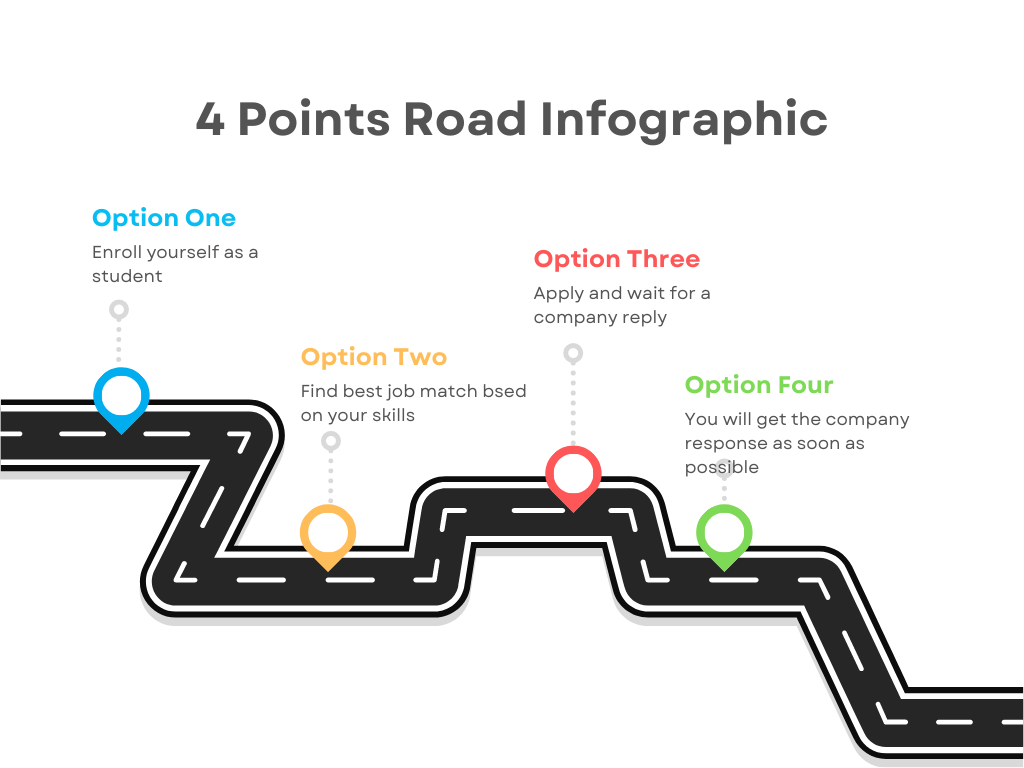 4 Points Road Infographic
Option One
Enroll yourself as a
student
Option Two
Find best job match bsed
on your skills
Option Three
Apply and wait for a
company reply
Option Four
You will get the company
response as soon as
possible